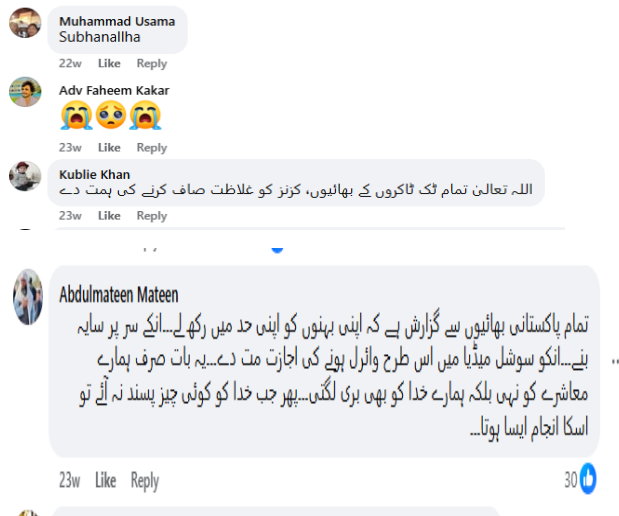 Muhammad Usama
Subhanallha
22w Like Reply
Adv Faheem Kakar
😭🥺😭
23w Like Reply
Kublie Khan
اللہ تعالیٰ تمام ٹک ٹاکروں کے بھائیوں، کزنز کو غلاظت صاف کرنے کی ہمت دے
23w Like Reply
Abdulmateen Mateen
تمام پاکستانی بھائیوں سے گزارش ہے کہ اپنی بہنوں کو اپنی حد میں رکھ لے...انکے سر پر سایہ
بنے...انکو سوشل میڈیا میں اس طرح وائرل ہونے کی اجازت مت دے...یہ بات صرف ہمارے
معاشرے کو نہی بلکہ ہمارے خدا کو بھی بری لگتی...پھر جب خدا کو کوئی چیز پسند نہ آئے تو
اسکا انجام ایسا ہوتا...
23w Like Reply 30